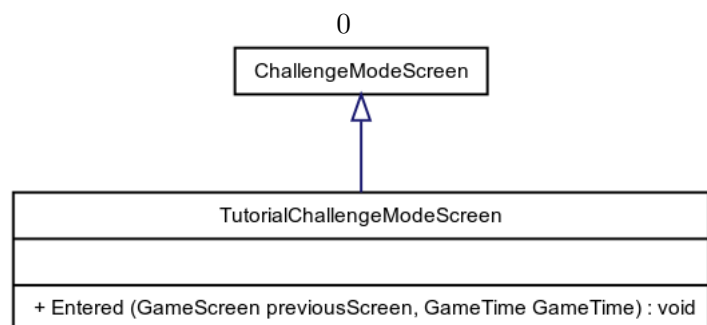 0
ChallengeModeScreen
TutorialChallengeModeScreen
+ Entered (GameScreen previousScreen, GameTime GameTime) : void